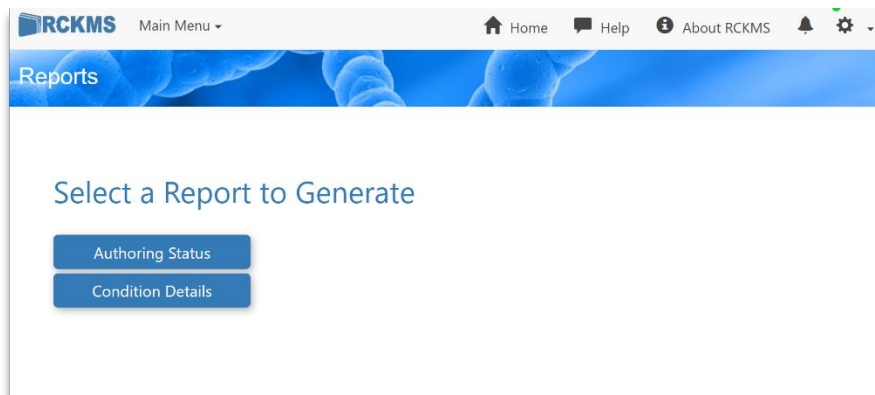 RCKMS Main Menu Home Help About RCKMS
Reports
Select a Report to Generate
Authoring Status
Condition Details